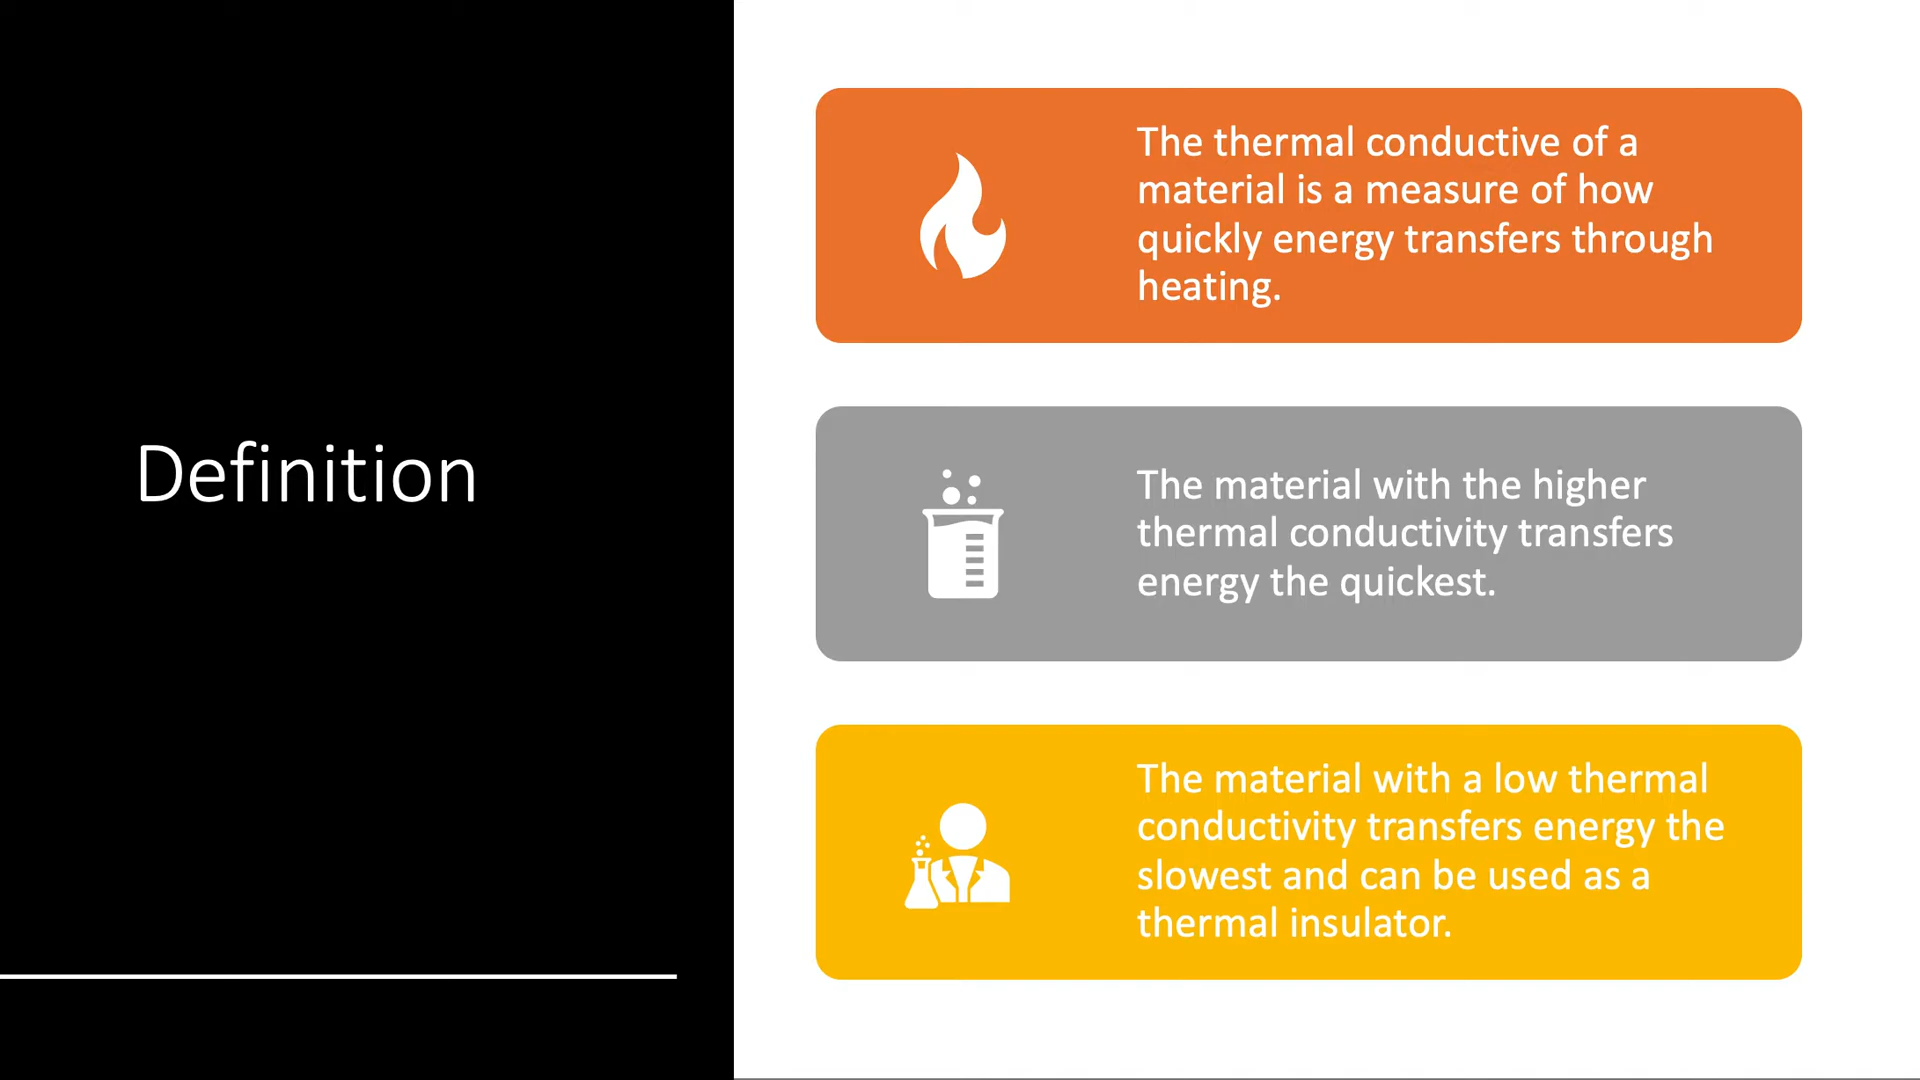 Definition
The thermal conductive of a
material is a measure of how
quickly energy transfers through
heating.
The material with the higher
thermal conductivity transfers
energy the quickest.
The material with a low thermal
conductivity transfers energy the
slowest and can be used as a
thermal insulator.